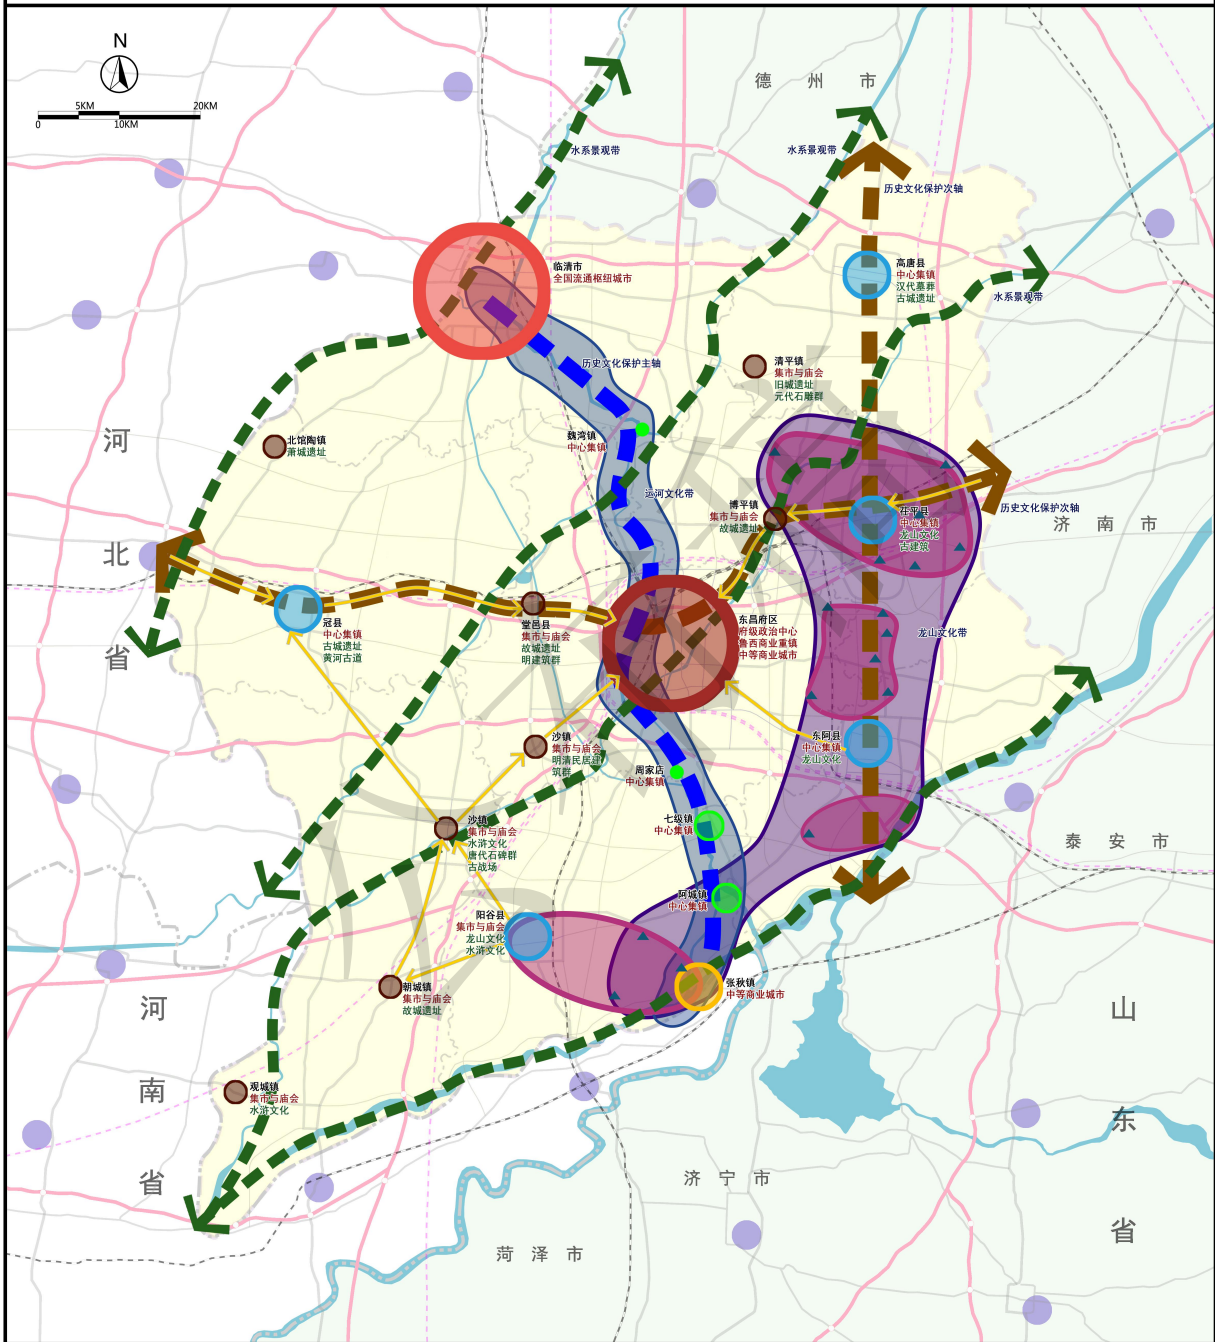 N
5KM
20KM
0
10KM
德州市
水系景观带
水系景观带
历史文化保护次轴
临清市
全国流通枢纽城市
高唐县
中心集镇
汉代墓葬
古城遗址
水系景观带
历史文化保护主轴
清平镇
集市与庙会
旧城遗址
元代石雕群
河
北
省
北馆陶镇
萧城遗址
魏湾镇
中心集镇
运河文化带
博平镇
集市与庙会
故城遗址
茌平县
中心集镇
龙山文化
古建筑
历史文化保护次轴
济南市
冠县
中心集镇
古城遗址
黄河古道
堂邑县
集市与庙会
故城遗址
明建筑群
东昌府区
府级政治中心
鲁西商业重镇
中等商业城市
龙山文化带
沙镇
集市与庙会
明清民居建
筑群
东阿县
中心集镇
龙山文化
周家店
中心集镇
七级镇
中心集镇
沙镇
集市与庙会
水浒文化
唐代石碑群
古战场
泰安市
阿城镇
中心集镇
阳谷县
集市与庙会
龙山文化
水浒文化
朝城镇
集市与庙会
故城遗址
张秋镇
中等商业城市
河
南
省
观城镇
集市与庙会
水浒文化
山
东
省
济宁市
菏泽市